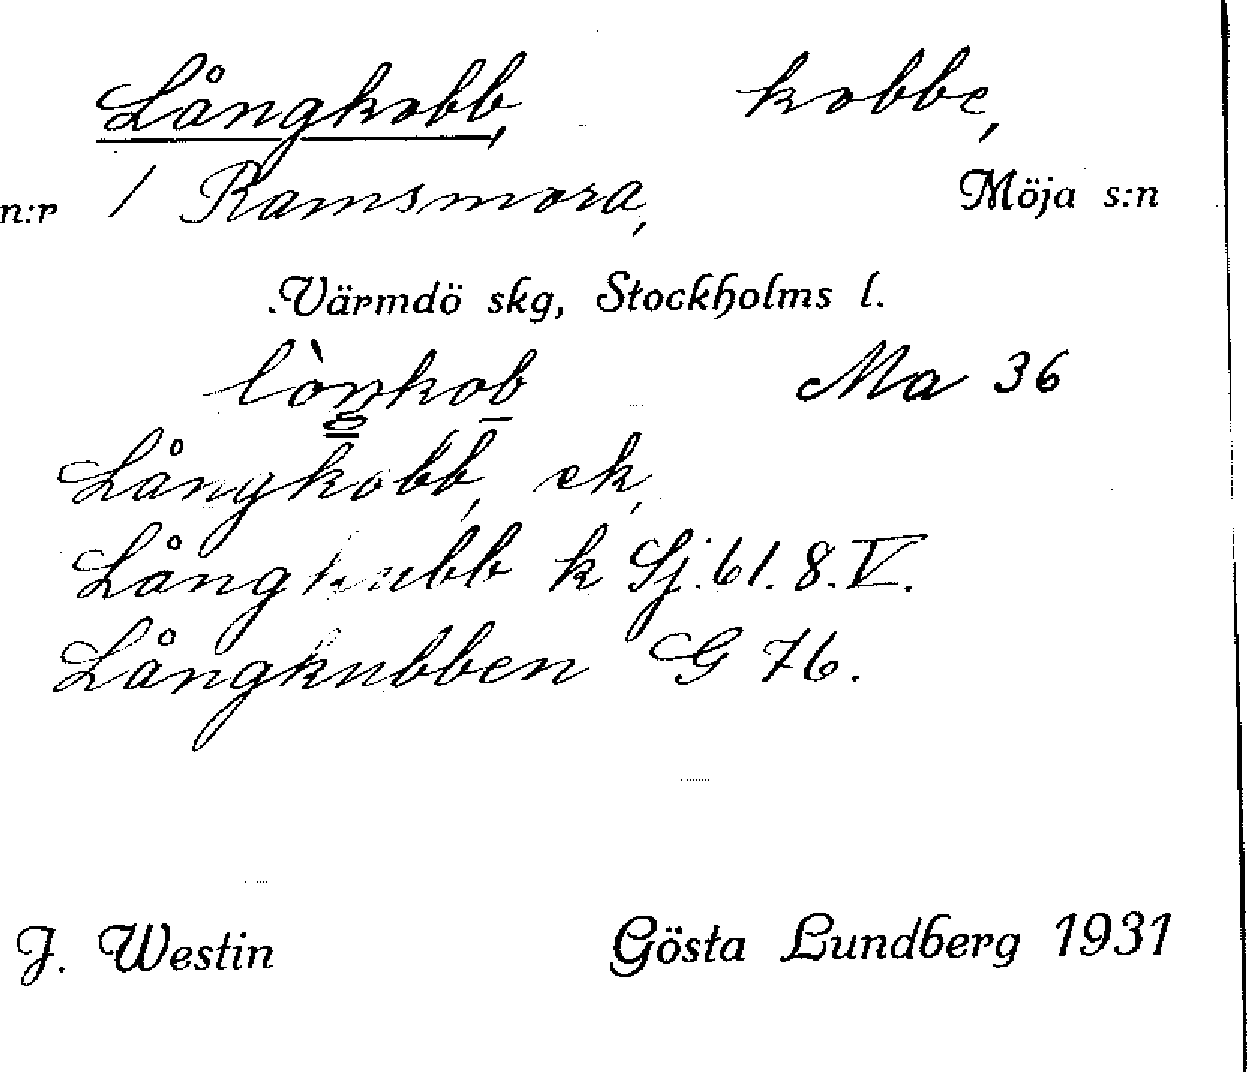 Långkobb, kobbe,
n:r 1 Ramsmora, Möja s:n
Värmdö skg, Stockholms l.
lònkob Ma 36
Långkobb, ek,
Långkubb k Sj. 61. 8. V.
Långkubben G 76.
J. Westin Gösta Lundberg 1931